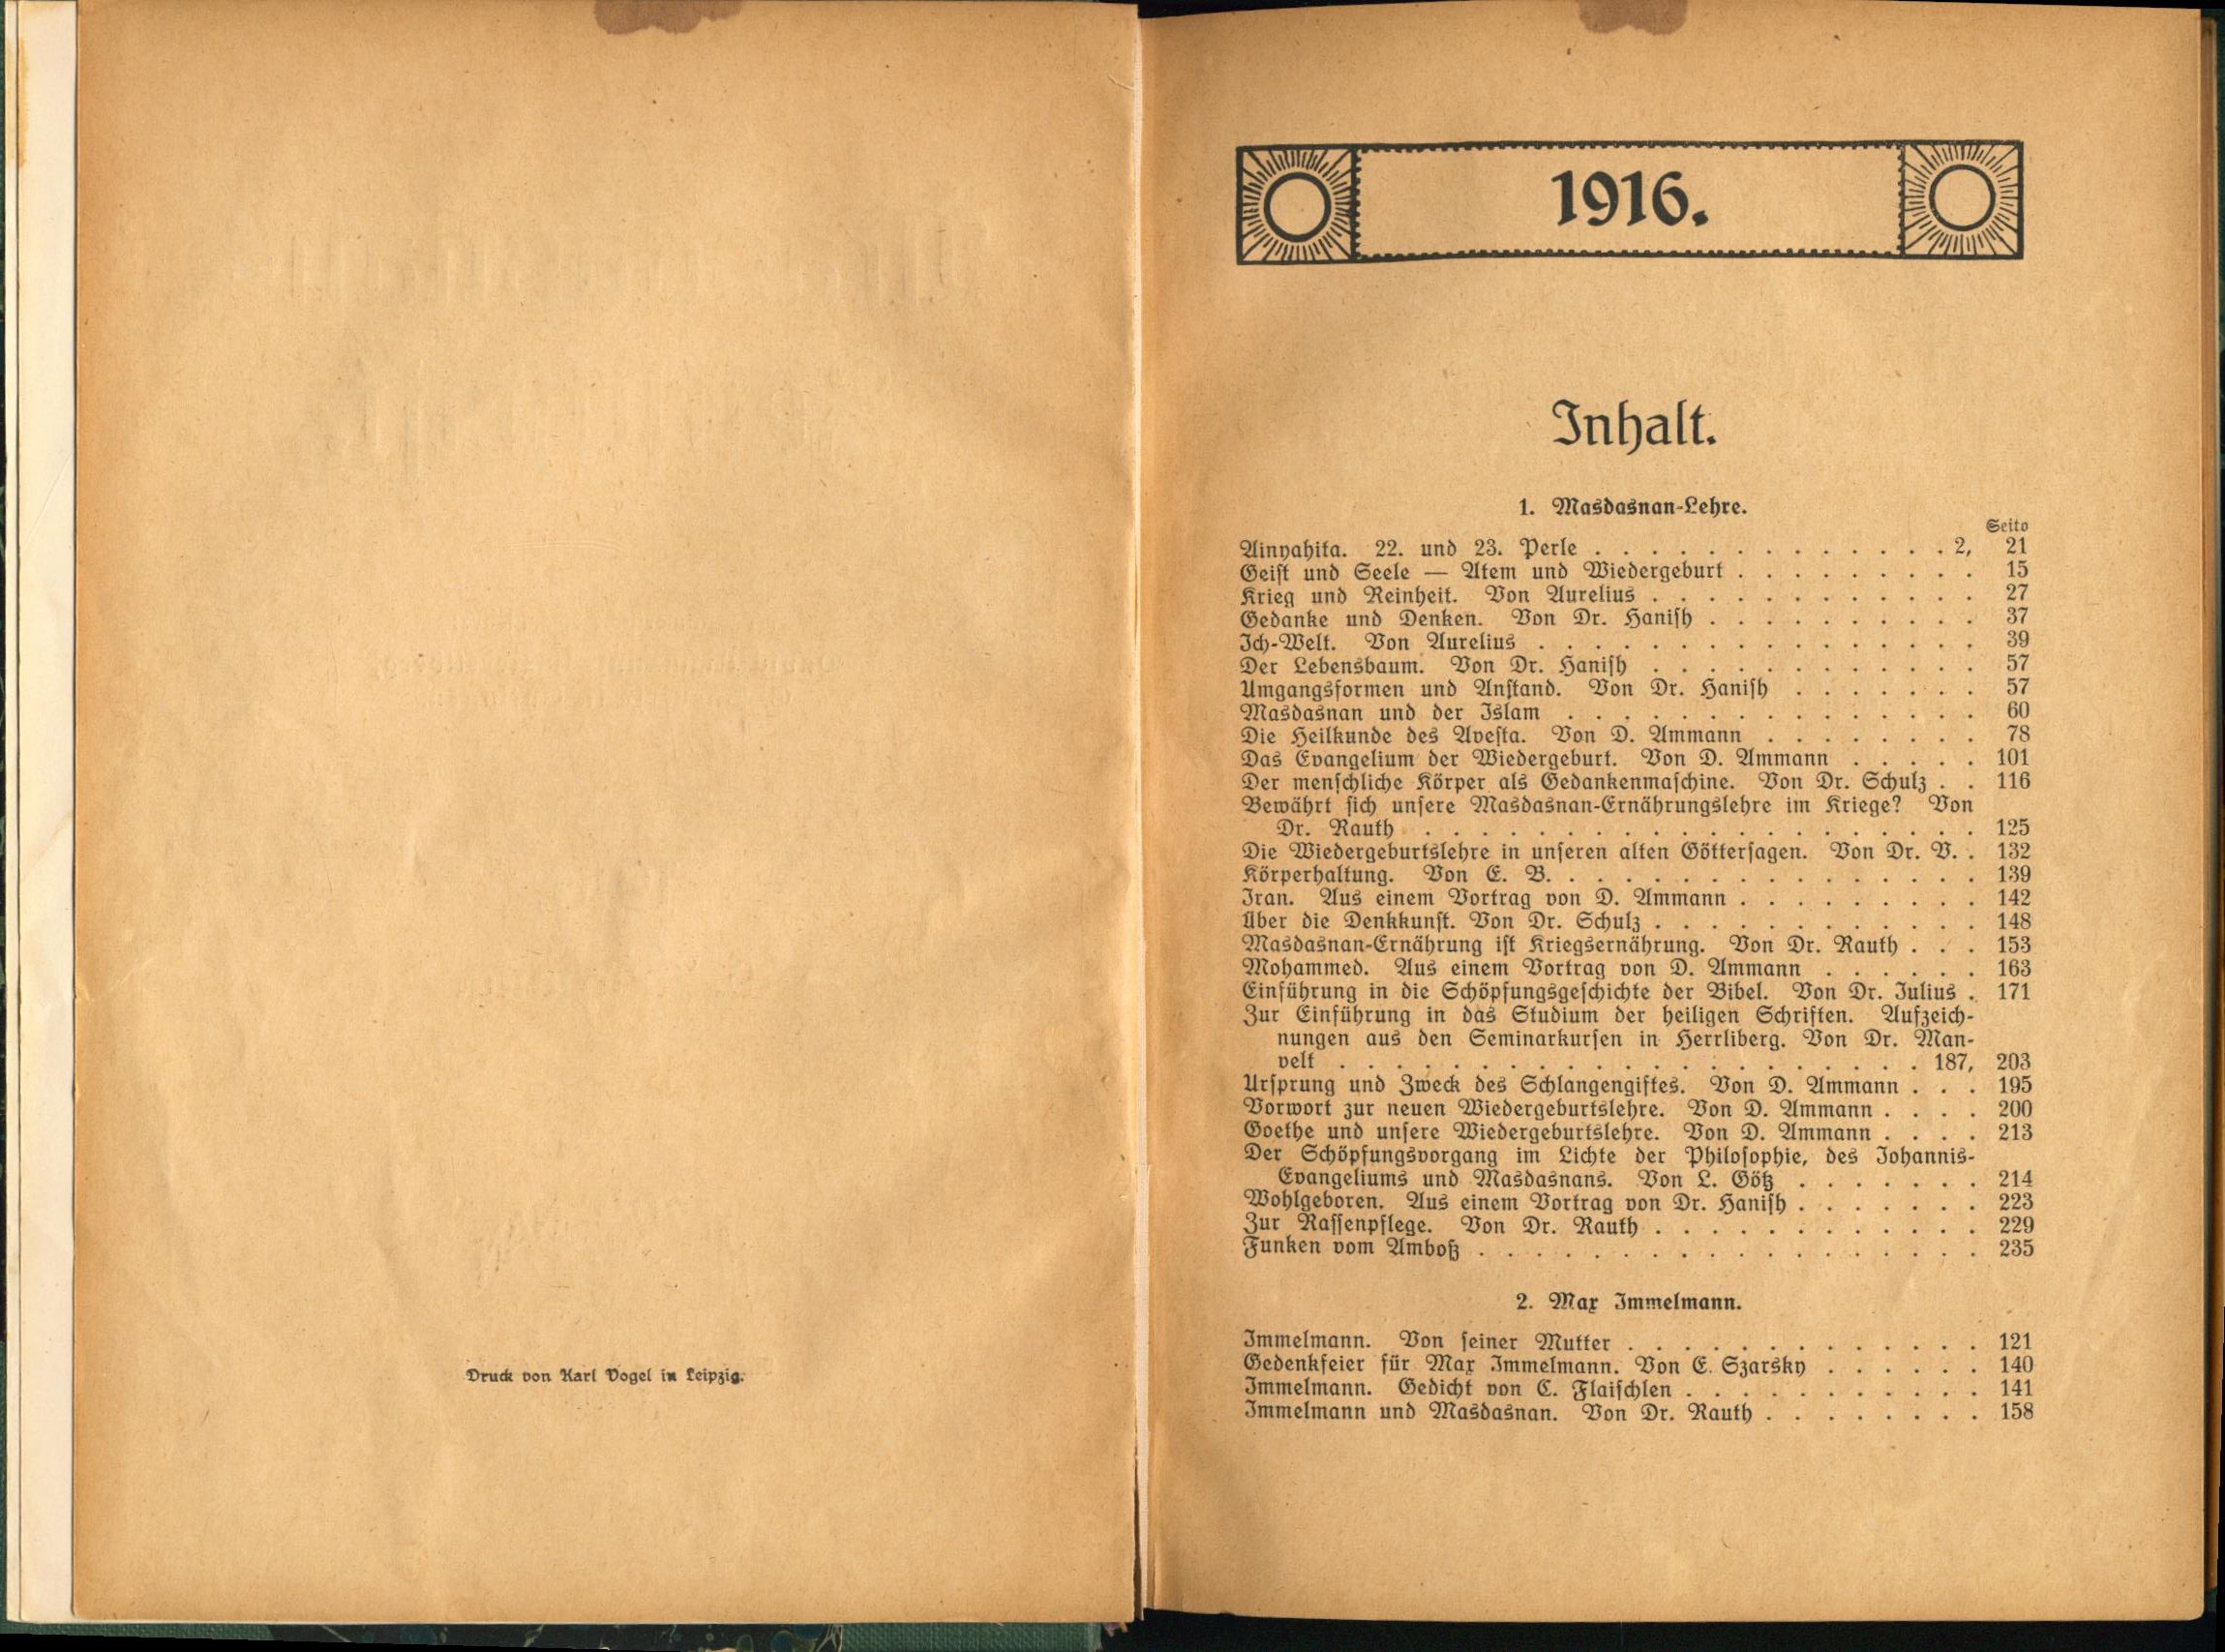 Druck von Karl Vogel in Leipzig.
1916.
Inhalt.
1. Masdasnan-Lehre.
Seite
Ainyahita. 22. und 23. Perle . . . . . . . . . . . . . 2, 21
Geist und Seele — Atem und Wiedergeburt . . . . . . . . . 15
Krieg und Reinheit. Von Aurelius . . . . . . . . . . . . 27
Gedanke und Denken. Von Dr. Hanish . . . . . . . . . . 37
Ich-Welt. Von Aurelius . . . . . . . . . . . . . . . . 39
Der Lebensbaum. Von Dr. Hanish . . . . . . . . . . . . 57
Umgangsformen und Anstand. Von Dr. Hanish . . . . . . . 57
Masdasnan und der Islam . . . . . . . . . . . . . . . 60
Die Heilkunde des Avesta. Von D. Ammann . . . . . . . . 78
Das Evangelium der Wiedergeburt. Von D. Ammann . . . . . 101
Der menschliche Körper als Gedankenmaschine. Von Dr. Schulz . . 116
Bewährt sich unsere Masdasnan-Ernährungslehre im Kriege? Von
Dr. Rauth . . . . . . . . . . . . . . . . . . . . 125
Die Wiedergeburtslehre in unseren alten Göttersagen. Von Dr. V. . 132
Körperhaltung. Von E. B. . . . . . . . . . . . . . . . 139
Iran. Aus einem Vortrag von D. Ammann . . . . . . . . . 142
Über die Denkkunst. Von Dr. Schulz . . . . . . . . . . . . 148
Masdasnan-Ernährung ist Kriegsernährung. Von Dr. Rauth . . . 153
Mohammed. Aus einem Vortrag von D. Ammann . . . . . . 163
Einführung in die Schöpfungsgeschichte der Bibel. Von Dr. Julius . 171
Zur Einführung in das Studium der heiligen Schriften. Aufzeich-
nungen aus den Seminarkursen in Herrliberg. Von Dr. Man-
velt . . . . . . . . . . . . . . . . . . . . . 187, 203
Ursprung und Zweck des Schlangengiftes. Von D. Ammann . . . 195
Vorwort zur neuen Wiedergeburtslehre. Von D. Ammann . . . . 200
Goethe und unsere Wiedergeburtslehre. Von D. Ammann . . . . 213
Der Schöpfungsvorgang im Lichte der Philosophie, des Johannis-
Evangeliums und Masdasnans. Von L. Götz . . . . . . . 214
Wohlgeboren. Aus einem Vortrag von Dr. Hanish . . . . . . . 223
Zur Rassenpflege. Von Dr. Rauth . . . . . . . . . . . . 229
Funken vom Amboß . . . . . . . . . . . . . . . . . . 235
2. Max Immelmann.
Immelmann. Von seiner Mutter . . . . . . . . . . . . . 121
Gedenkfeier für Max Immelmann. Von E. Szarsky . . . . . . 140
Immelmann. Gedicht von C. Flaischlen . . . . . . . . . . . 141
Immelmann und Masdasnan. Von Dr. Rauth . . . . . . . . 158